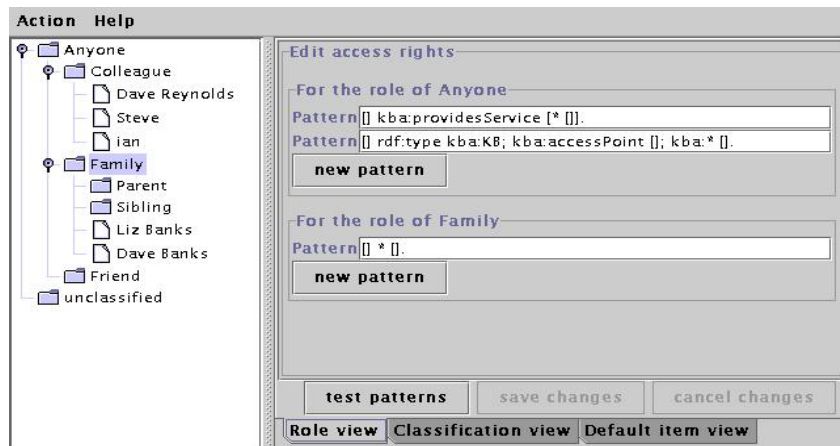 Action Help
Anyone
Colleague
Dave Reynolds
Steve
ian
Family
Parent
Sibling
Liz Banks
Dave Banks
Friend
unclassified
Edit access rights
For the role of Anyone
Pattern [] kba:providesService [* []].
Pattern [] rdf:type kba:KB; kba:accessPoint []; kba:* [].
new pattern
For the role of Family
Pattern [] * [].
new pattern
test patterns save changes cancel changes
Role view Classification view Default item view